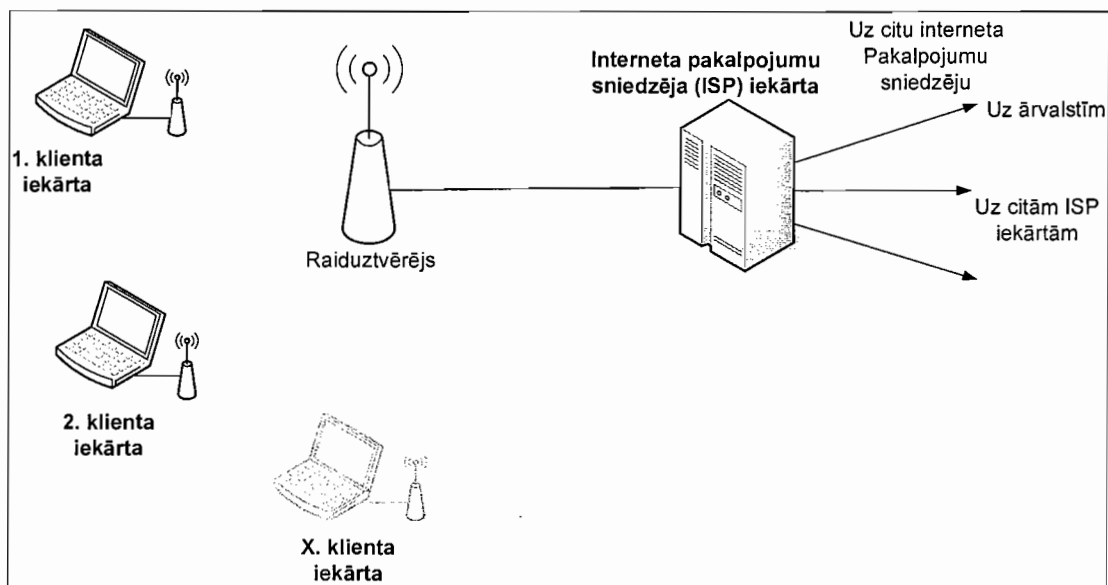 1. klienta
iekārta
Raiduztvērējs
Interneta pakalpojumu
sniedzēja (ISP) iekārta
Uz citu interneta
Pakalpojumu
sniedzēju
Uz ārvalstīm
Uz citām ISP
iekārtām
2. klienta
iekārta
X. klienta
iekārta